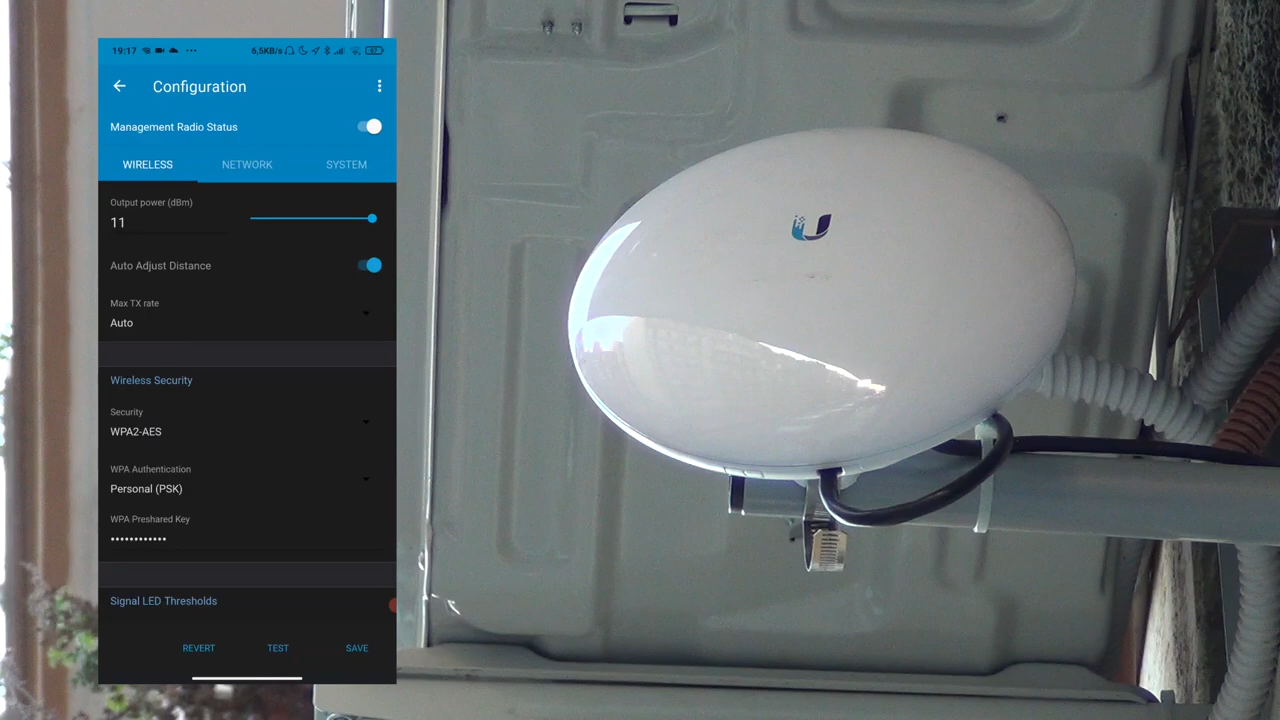 19:17 ... 6,5KB/s 67
Configuration
Management Radio Status
WIRELESS NETWORK SYSTEM
Output power (dBm)
11
Auto Adjust Distance
Max TX rate
Auto
Wireless Security
Security
WPA2-AES
WPA Authentication
Personal (PSK)
WPA Preshared Key
••••••••••••
Signal LED Thresholds
REVERT TEST SAVE